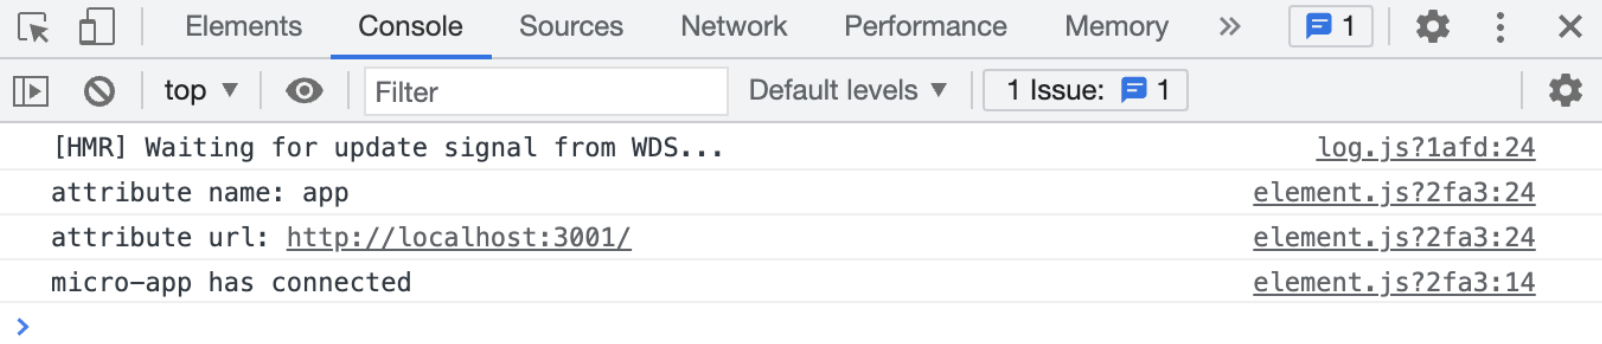 Elements Console Sources Network Performance Memory » 1
top ▼ Filter Default levels ▼ 1 Issue: 1
[HMR] Waiting for update signal from WDS... log.js?1afd:24
attribute name: app element.js?2fa3:24
attribute url: http://localhost:3001/ element.js?2fa3:24
micro-app has connected element.js?2fa3:14